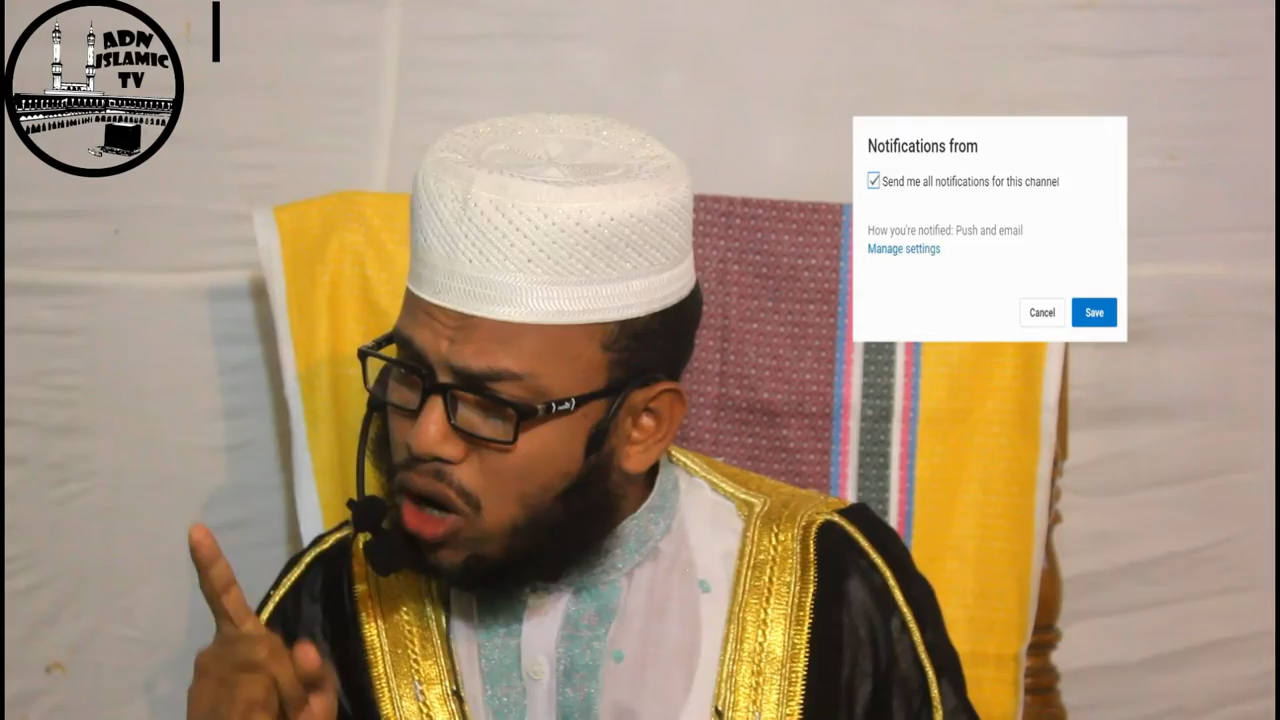 ADN
ISLAMIC
TV
Notifications from
Send me all notifications for this channel
How you're notified: Push and email
Manage settings
Cancel
Save